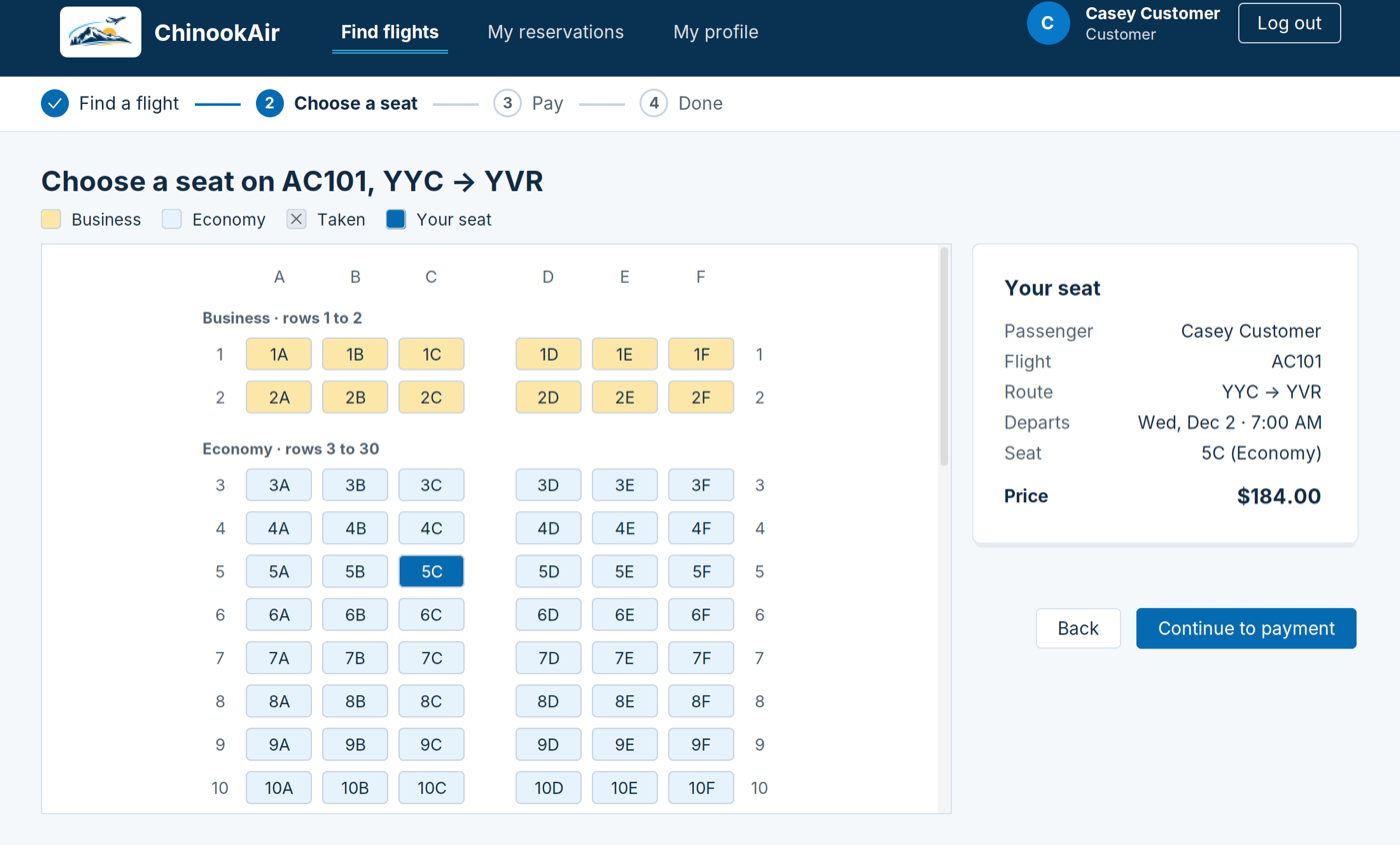 ChinookAir Find flights My reservations My profile C Casey Customer Log out
Customer
Find a flight 2 Choose a seat 3 Pay 4 Done
Choose a seat on AC101, YYC → YVR
Business Economy Taken Your seat
A B C D E F
Business · rows 1 to 2
1 1A 1B 1C 1D 1E 1F 1
2 2A 2B 2C 2D 2E 2F 2
Economy · rows 3 to 30
3 3A 3B 3C 3D 3E 3F 3
4 4A 4B 4C 4D 4E 4F 4
5 5A 5B 5C 5D 5E 5F 5
6 6A 6B 6C 6D 6E 6F 6
7 7A 7B 7C 7D 7E 7F 7
8 8A 8B 8C 8D 8E 8F 8
9 9A 9B 9C 9D 9E 9F 9
10 10A 10B 10C 10D 10E 10F 10
Your seat
Passenger Casey Customer
Flight AC101
Route YYC → YVR
Departs Wed, Dec 2 · 7:00 AM
Seat 5C (Economy)
Price $184.00
Back Continue to payment